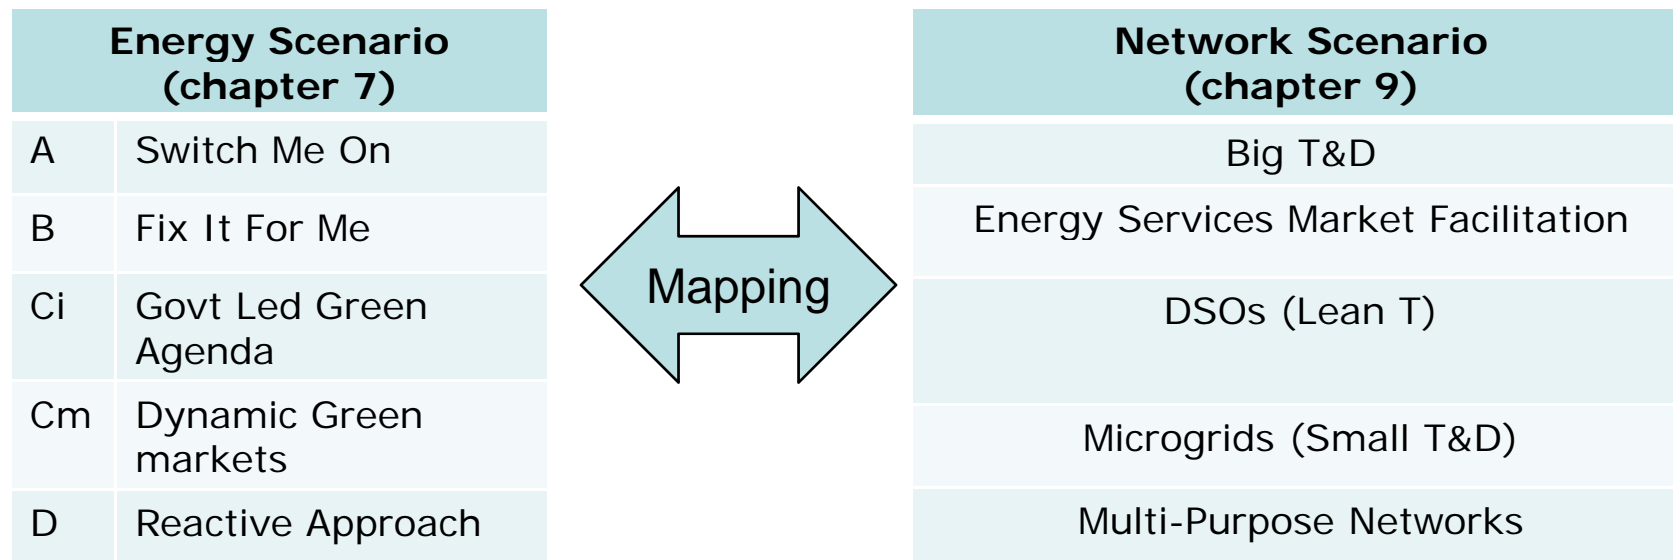 Energy Scenario
(chapter 7)
A Switch Me On
B Fix It For Me
Ci Govt Led Green
Agenda
Cm Dynamic Green
markets
D Reactive Approach
Mapping
Network Scenario
(chapter 9)
Big T&D
Energy Services Market Facilitation
DSOs (Lean T)
Microgrids (Small T&D)
Multi-Purpose Networks